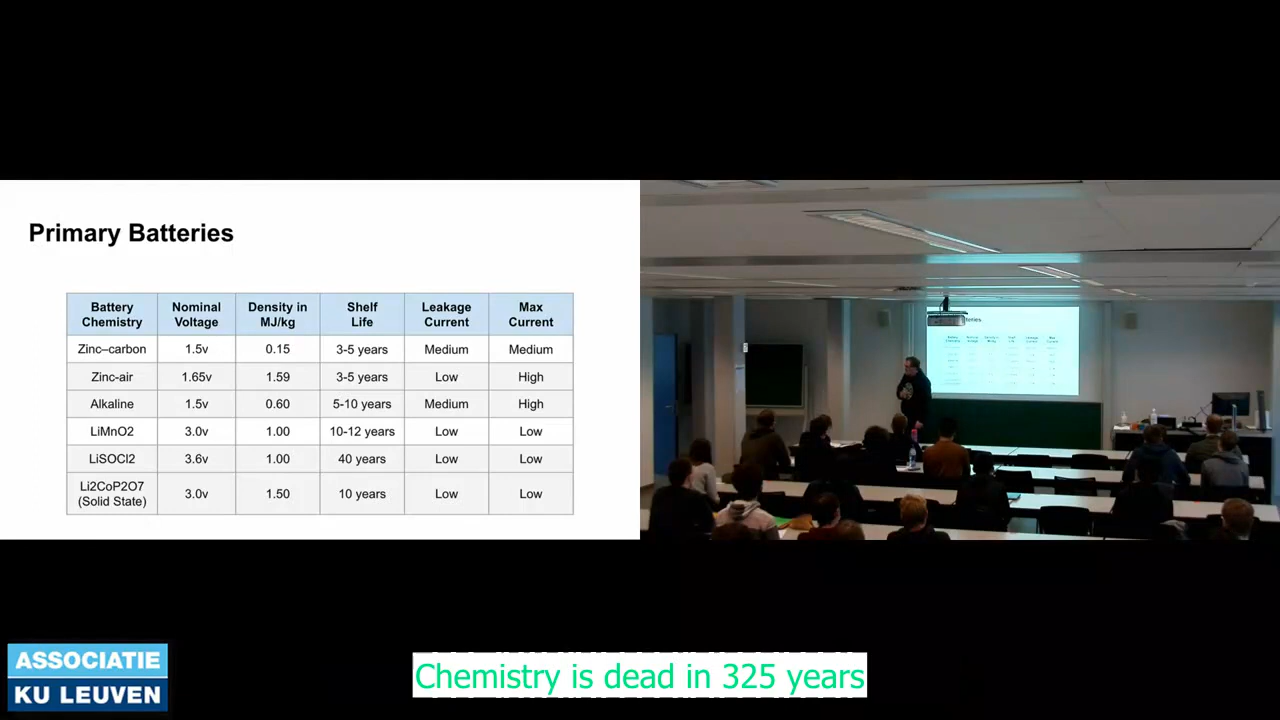 Primary Batteries
Battery Chemistry | Nominal Voltage | Density in MJ/kg | Shelf Life | Leakage Current | Max Current
Zinc–carbon | 1.5v | 0.15 | 3-5 years | Medium | Medium
Zinc-air | 1.65v | 1.59 | 3-5 years | Low | High
Alkaline | 1.5v | 0.60 | 5-10 years | Medium | High
LiMnO2 | 3.0v | 1.00 | 10-12 years | Low | Low
LiSOCl2 | 3.6v | 1.00 | 40 years | Low | Low
Li2CoP2O7 (Solid State) | 3.0v | 1.50 | 10 years | Low | Low
ASSOCIATIE
KU LEUVEN
Chemistry is dead in 325 years